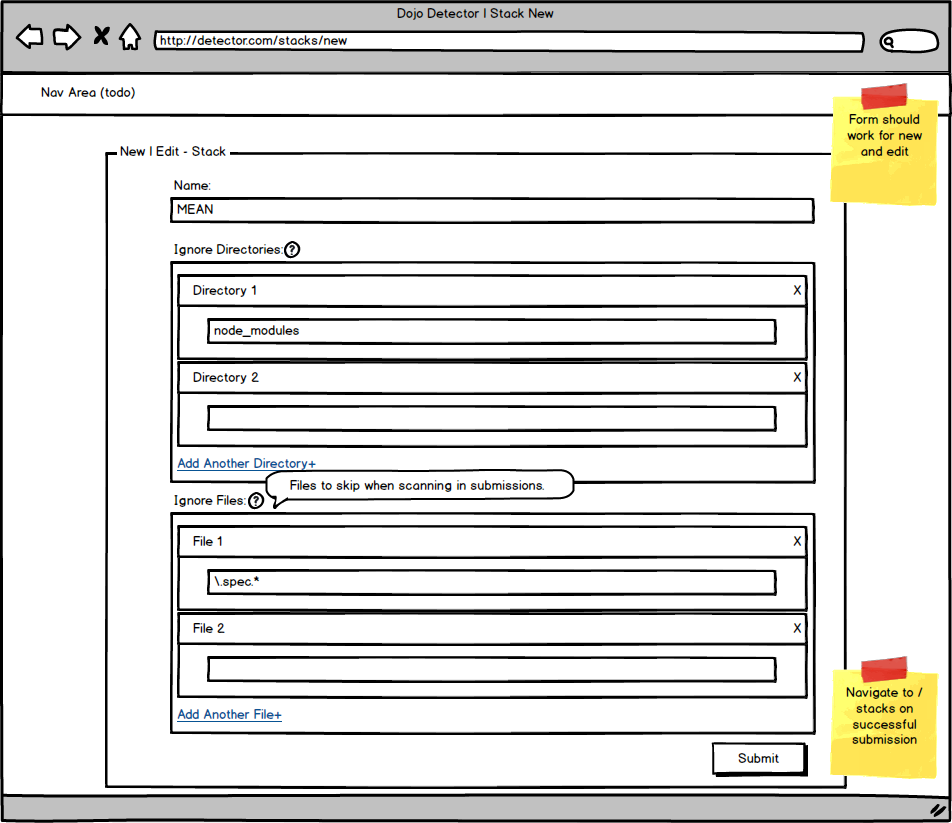 Dojo Detector | Stack New
http://detector.com/stacks/new
Nav Area (todo)
Form should
work for new
and edit
New | Edit - Stack
Name:
MEAN
Ignore Directories:?
Directory 1 X
node_modules
Directory 2 X
Add Another Directory+
Files to skip when scanning in submissions.
Ignore Files:?
File 1 X
\.spec.*
File 2 X
Add Another File+
Navigate to /
stacks on
successful
submission
Submit